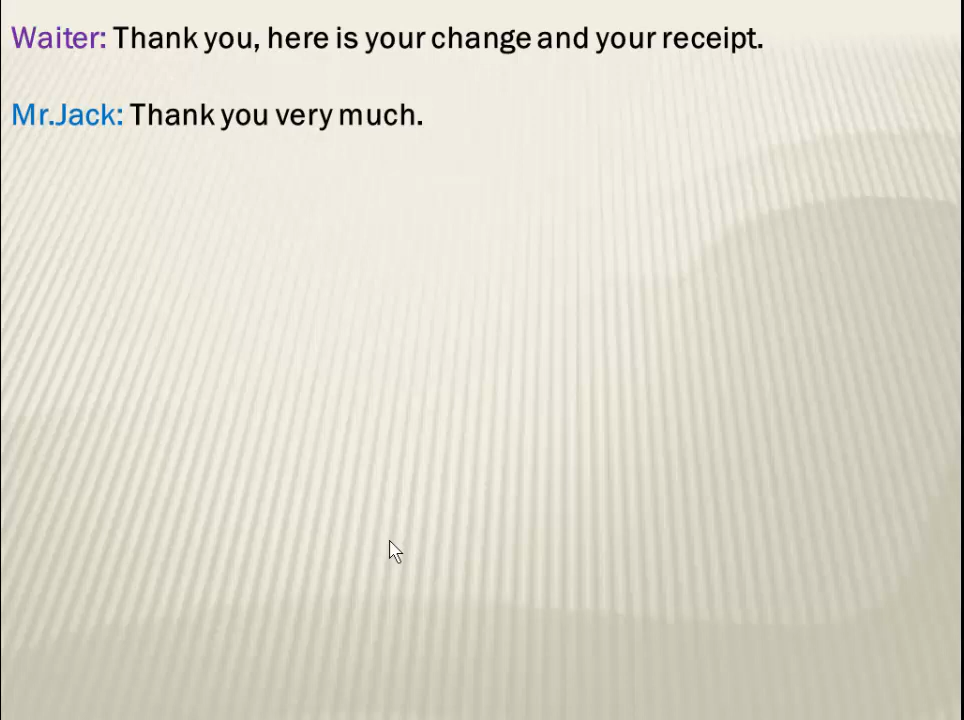 Waiter: Thank you, here is your change and your receipt.
Mr.Jack: Thank you very much.